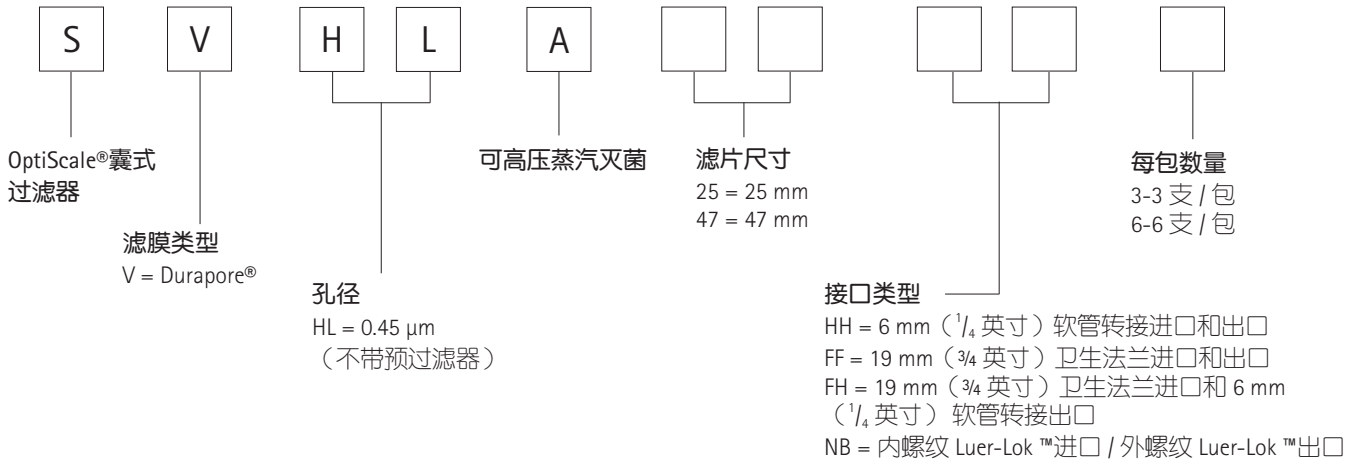 S V H L A
OptiScale®囊式
过滤器
滤膜类型
V = Durapore®
孔径
HL = 0.45 µm
（不带预过滤器）
可高压蒸汽灭菌
滤片尺寸
25 = 25 mm
47 = 47 mm
接口类型
HH = 6 mm（1/4 英寸）软管转接进口和出口
FF = 19 mm（3/4 英寸）卫生法兰进口和出口
FH = 19 mm（3/4 英寸）卫生法兰进口和 6 mm
（1/4 英寸） 软管转接出口
NB = 内螺纹 Luer-Lok ™进口 / 外螺纹 Luer-Lok ™出口
每包数量
3-3 支 / 包
6-6 支 / 包